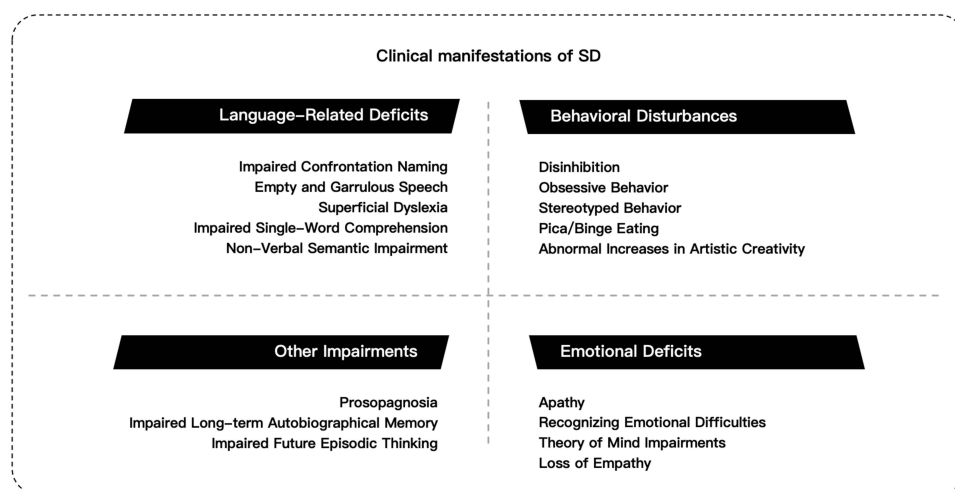 Clinical manifestations of SD
Language-Related Deficits
Impaired Confrontation Naming
Empty and Garrulous Speech
Superficial Dyslexia
Impaired Single-Word Comprehension
Non-Verbal Semantic Impairment
Behavioral Disturbances
Disinhibition
Obsessive Behavior
Stereotyped Behavior
Pica/Binge Eating
Abnormal Increases in Artistic Creativity
Other Impairments
Prosopagnosia
Impaired Long-term Autobiographical Memory
Impaired Future Episodic Thinking
Emotional Deficits
Apathy
Recognizing Emotional Difficulties
Theory of Mind Impairments
Loss of Empathy